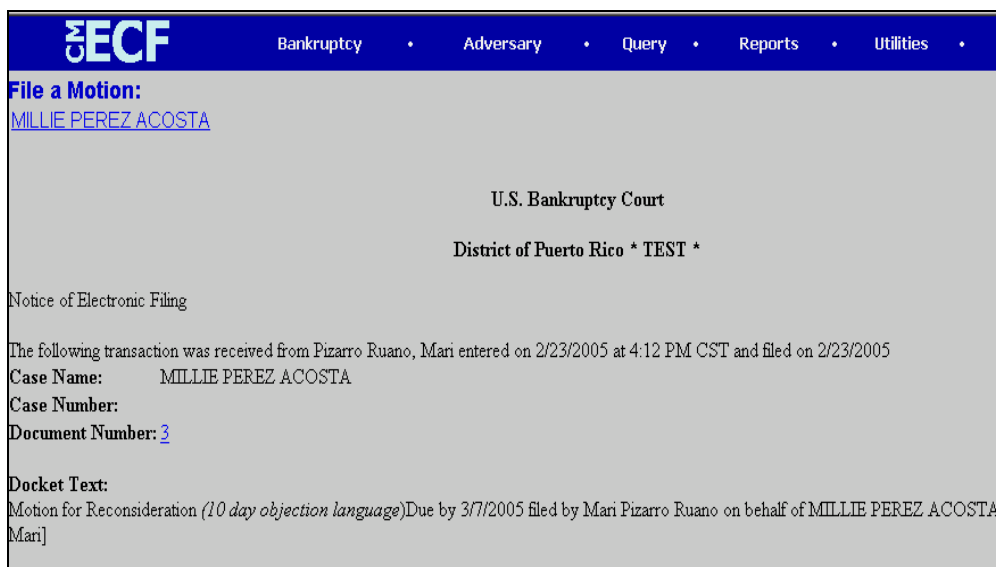 CM ECF Bankruptcy • Adversary • Query • Reports • Utilities •
File a Motion:
MILLIE PEREZ ACOSTA
U.S. Bankruptcy Court
District of Puerto Rico * TEST *
Notice of Electronic Filing
The following transaction was received from Pizarro Ruano, Mari entered on 2/23/2005 at 4:12 PM CST and filed on 2/23/2005
Case Name: MILLIE PEREZ ACOSTA
Case Number:
Document Number: 3
Docket Text:
Motion for Reconsideration (10 day objection language)Due by 3/7/2005 filed by Mari Pizarro Ruano on behalf of MILLIE PEREZ ACOSTA
Mari]